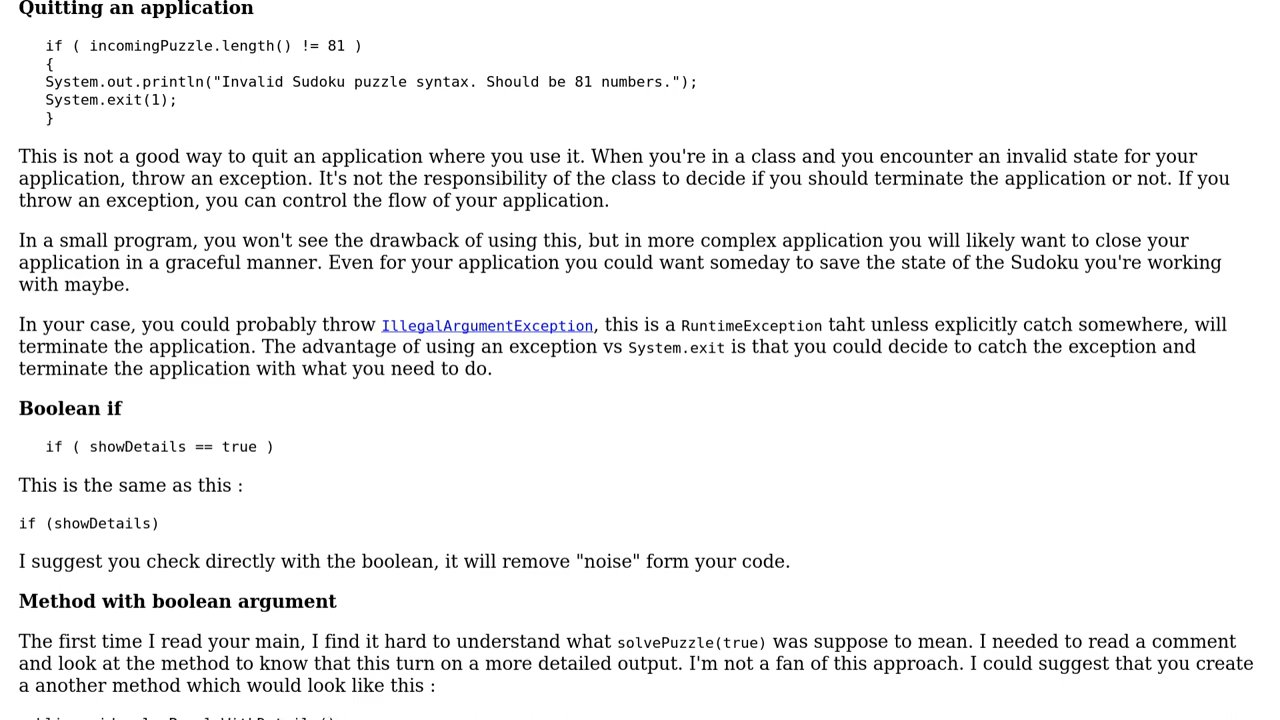 Quitting an application
if ( incomingPuzzle.length() != 81 )
{
System.out.println("Invalid Sudoku puzzle syntax. Should be 81 numbers.");
System.exit(1);
}
This is not a good way to quit an application where you use it. When you're in a class and you encounter an invalid state for your
application, throw an exception. It's not the responsibility of the class to decide if you should terminate the application or not. If you
throw an exception, you can control the flow of your application.
In a small program, you won't see the drawback of using this, but in more complex application you will likely want to close your
application in a graceful manner. Even for your application you could want someday to save the state of the Sudoku you're working
with maybe.
In your case, you could probably throw IllegalArgumentException, this is a RuntimeException taht unless explicitly catch somewhere, will
terminate the application. The advantage of using an exception vs System.exit is that you could decide to catch the exception and
terminate the application with what you need to do.
Boolean if
if ( showDetails == true )
This is the same as this :
if (showDetails)
I suggest you check directly with the boolean, it will remove "noise" form your code.
Method with boolean argument
The first time I read your main, I find it hard to understand what solvePuzzle(true) was suppose to mean. I needed to read a comment
and look at the method to know that this turn on a more detailed output. I'm not a fan of this approach. I could suggest that you create
a another method which would look like this :